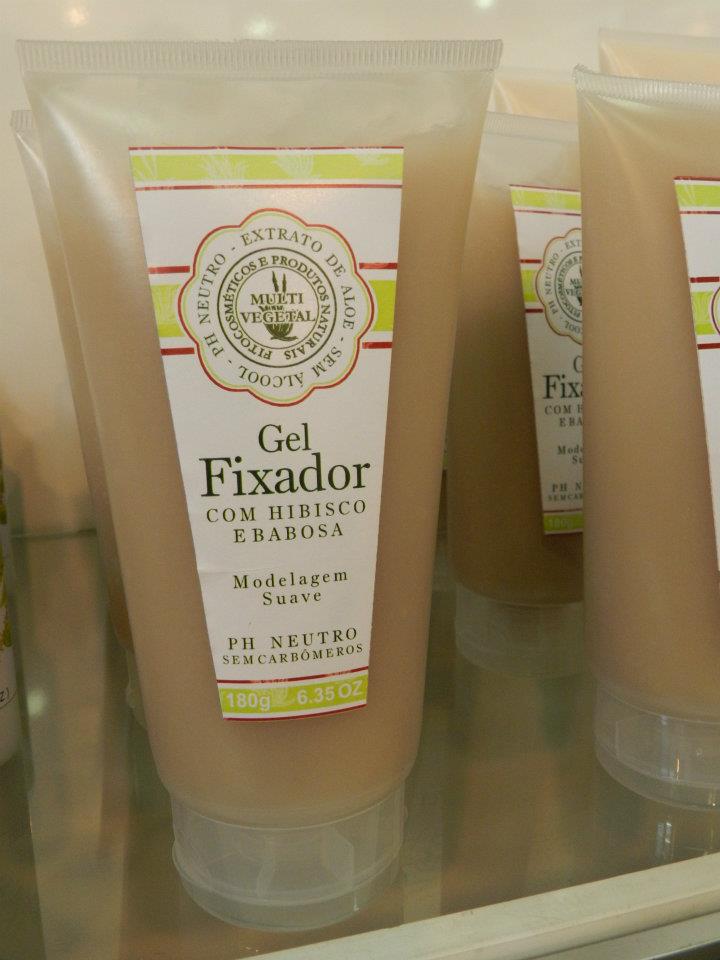 PH NEUTRO - EXTRATO DE ALOE - SEM ÁLCOOL -
FITOCOSMÉTICOS E PRODUTOS NATURAIS
MULTI
VEGETAL
Gel
Fixador
COM HIBISCO
E BABOSA
Modelagem
Suave
PH NEUTRO
SEM CARBÔMEROS
180g 6.35 OZ